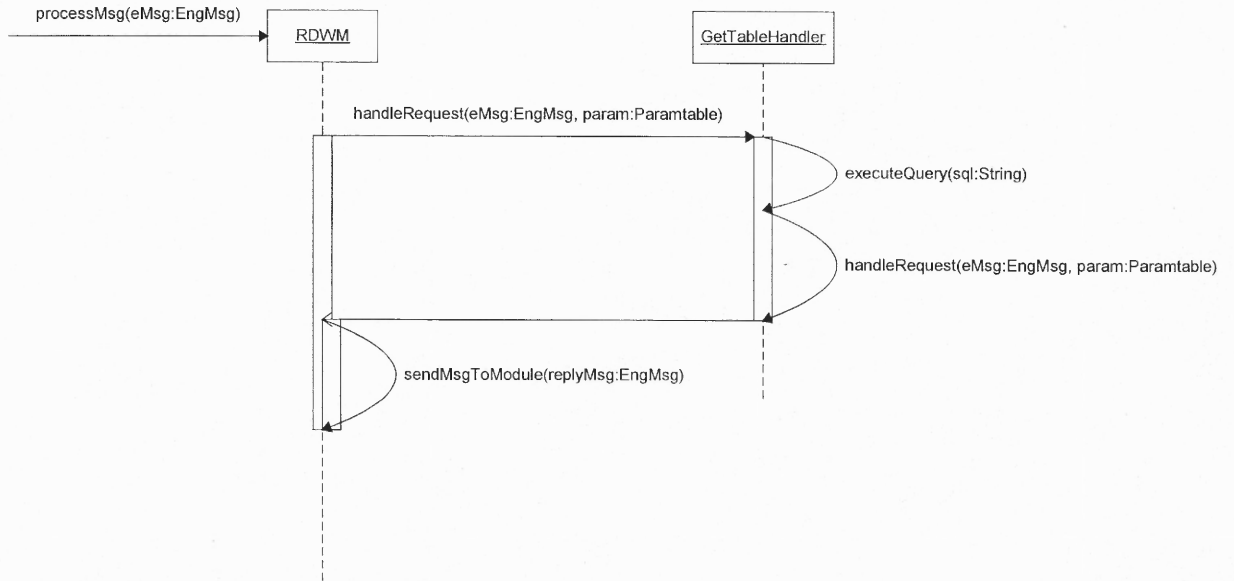 processMsg(eMsg:EngMsg)
RDWM
GetTableHandler
handleRequest(eMsg:EngMsg, param:Paramtable)
executeQuery(sql:String)
handleRequest(eMsg:EngMsg, param:Paramtable)
sendMsgToModule(replyMsg:EngMsg)